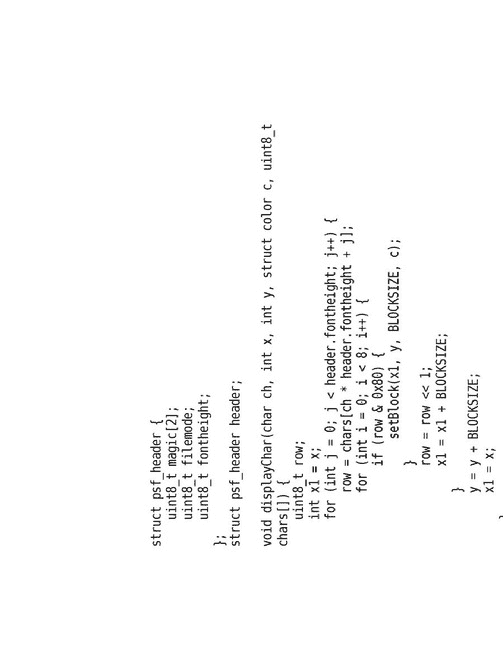 struct psf_header {
    uint8_t magic[2];
    uint8_t filemode;
    uint8_t fontheight;
};
struct psf_header header;

void displayChar(char ch, int x, int y, struct color c, uint8_t
chars[]) {
    uint8_t row;
    int x1 = x;
    for (int j = 0; j < header.fontheight; j++) {
        row = chars[ch * header.fontheight + j];
        for (int i = 0; i < 8; i++) {
            if (row & 0x80) {
                setBlock(x1, y, BLOCKSIZE, c);
            }
            row = row << 1;
            x1 = x1 + BLOCKSIZE;
        }
        y = y + BLOCKSIZE;
        x1 = x;
    }